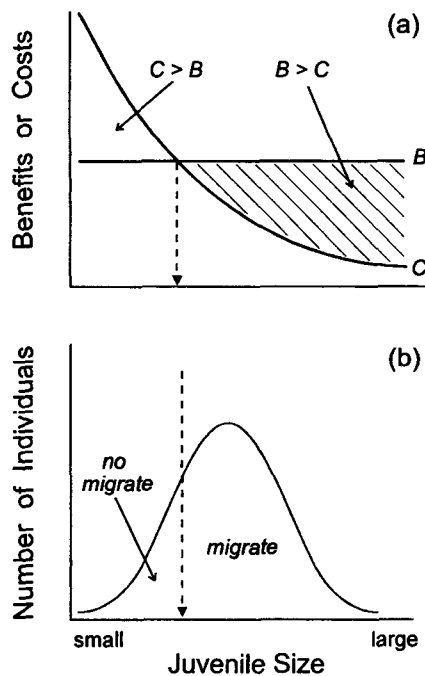 (a)
C > B
B > C
Benefits or Costs
B
C
(b)
Number of Individuals
no
migrate
migrate
small
large
Juvenile Size